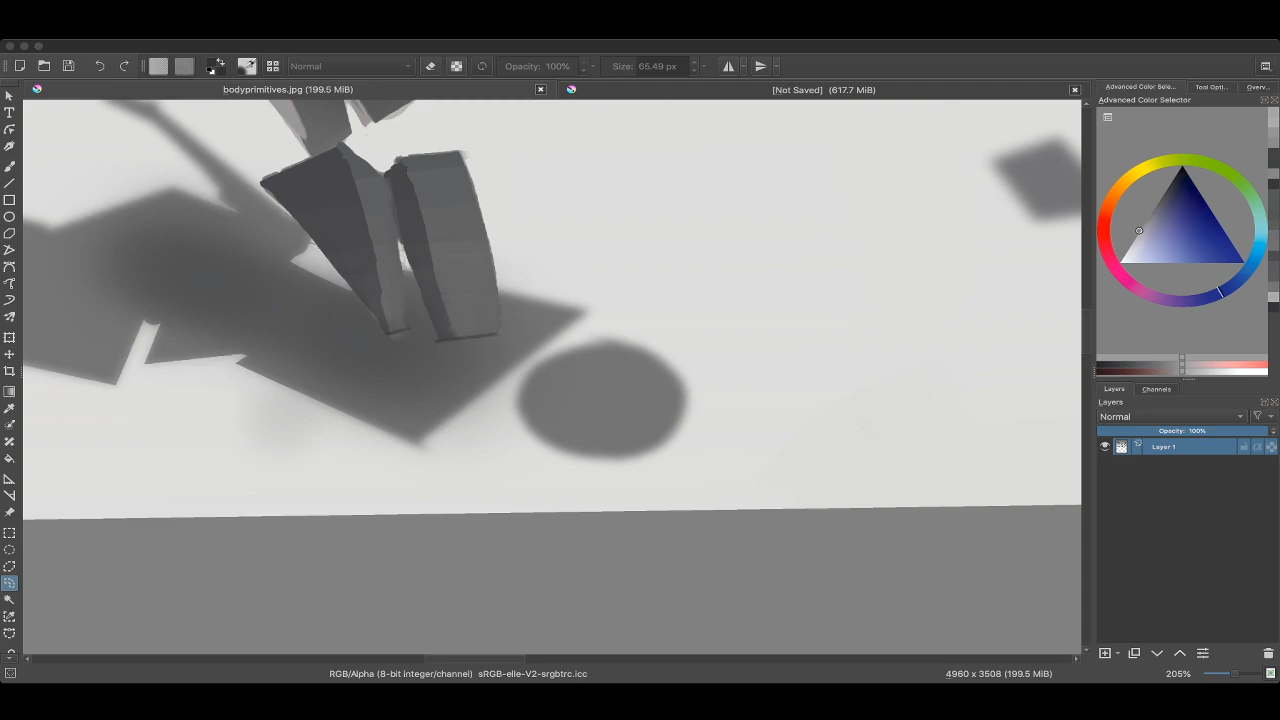 Normal
Opacity: 100%
Size: 65.49 px
bodyprimitives.jpg (199.5 MiB)
[Not Saved] (617.7 MiB)
Advanced Color Sele...
Tool Opti...
Overv...
Advanced Color Selector
Layers
Channels
Layers
Normal
Opacity: 100%
Layer 1
RGB/Alpha (8-bit integer/channel) sRGB-elle-V2-srgbtrc.icc
4960 x 3508 (199.5 MiB)
205%